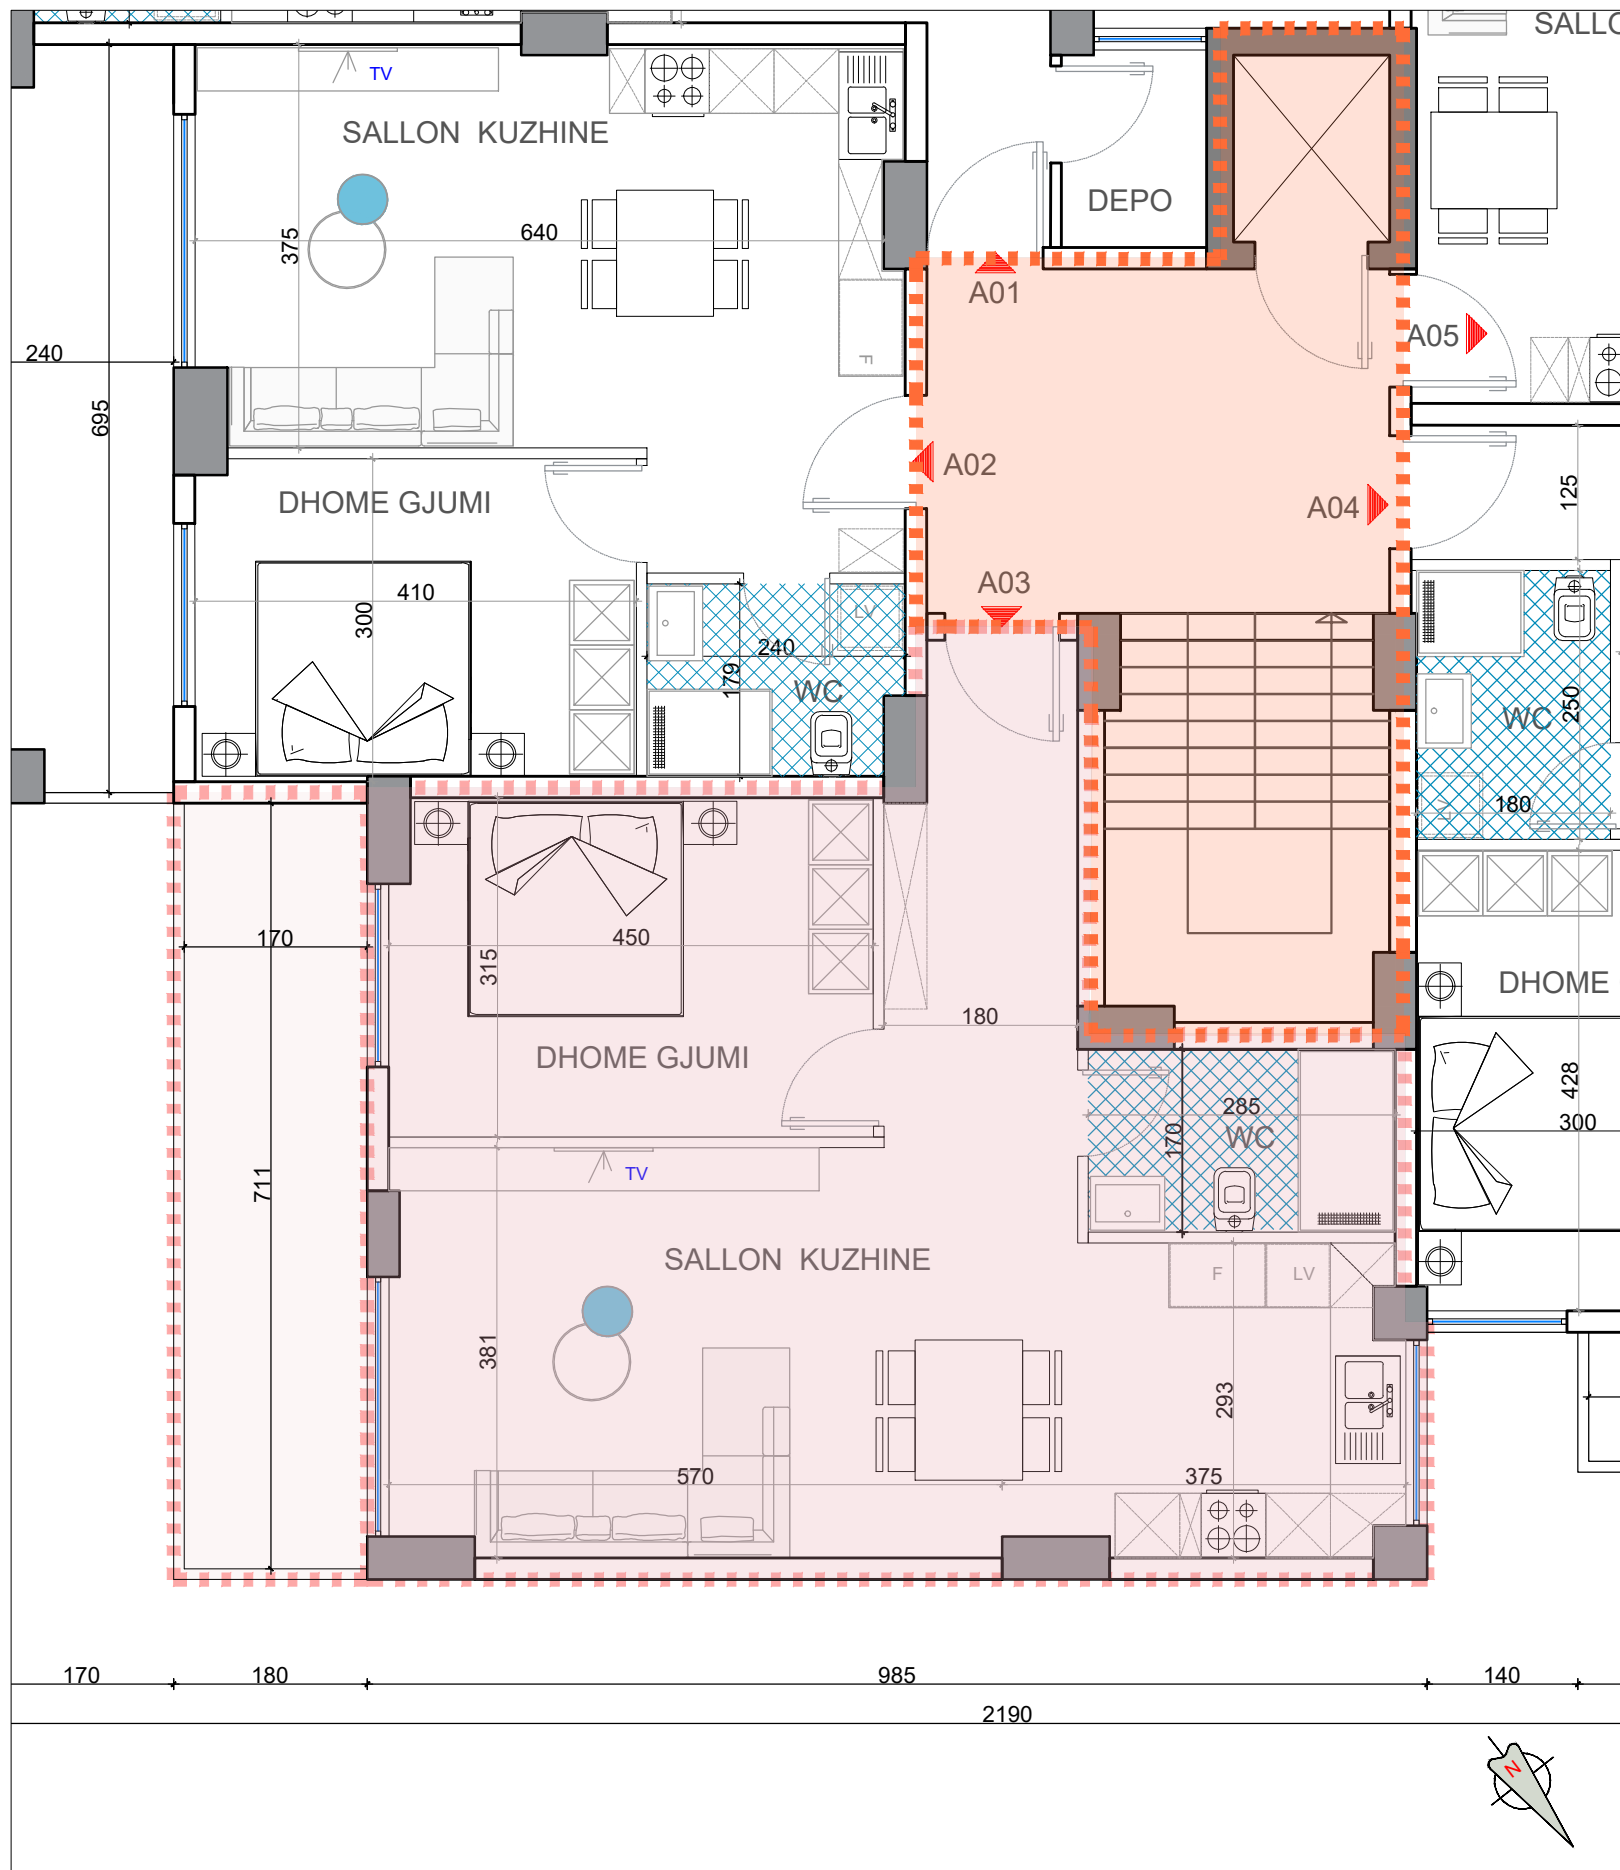 SALLO
TV
SALLON KUZHINE
DEPO
375
640
A01
A05
240
F
695
A02
DHOME GJUMI
A04
125
A03
410
300
LV
240
179
WC
WC
250
LV
180
170
450
315
DHOME
180
DHOME GJUMI
428
285
170
WC
300
711
TV
SALLON KUZHINE
F
LV
381
293
570
375
170
180
985
140
2190
N